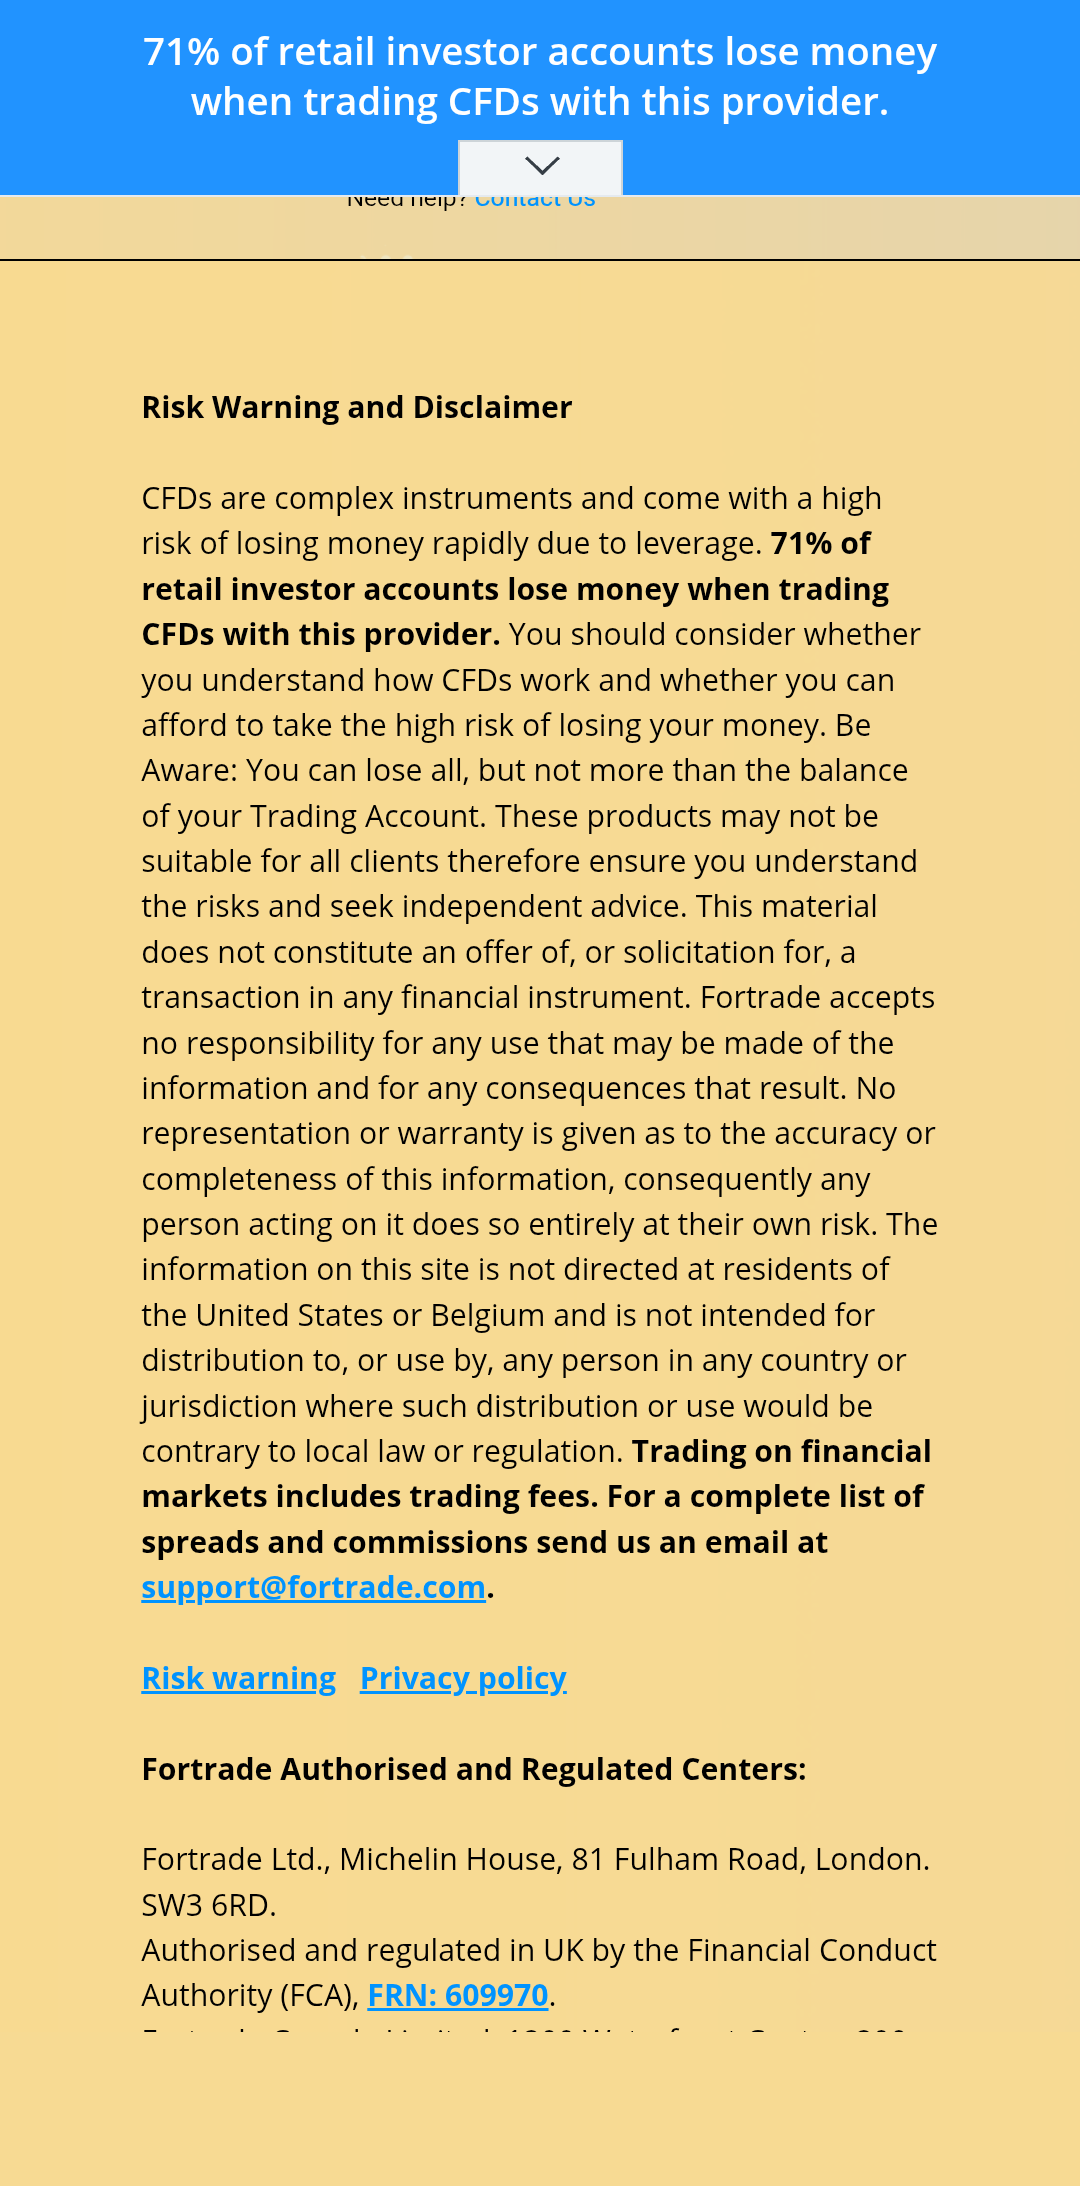 71% of retail investor accounts lose money
when trading CFDs with this provider.
Need help? Contact Us
Risk Warning and Disclaimer
CFDs are complex instruments and come with a high
risk of losing money rapidly due to leverage. 71% of
retail investor accounts lose money when trading
CFDs with this provider. You should consider whether
you understand how CFDs work and whether you can
afford to take the high risk of losing your money. Be
Aware: You can lose all, but not more than the balance
of your Trading Account. These products may not be
suitable for all clients therefore ensure you understand
the risks and seek independent advice. This material
does not constitute an offer of, or solicitation for, a
transaction in any financial instrument. Fortrade accepts
no responsibility for any use that may be made of the
information and for any consequences that result. No
representation or warranty is given as to the accuracy or
completeness of this information, consequently any
person acting on it does so entirely at their own risk. The
information on this site is not directed at residents of
the United States or Belgium and is not intended for
distribution to, or use by, any person in any country or
jurisdiction where such distribution or use would be
contrary to local law or regulation. Trading on financial
markets includes trading fees. For a complete list of
spreads and commissions send us an email at
support@fortrade.com.
Risk warning Privacy policy
Fortrade Authorised and Regulated Centers:
Fortrade Ltd., Michelin House, 81 Fulham Road, London.
SW3 6RD.
Authorised and regulated in UK by the Financial Conduct
Authority (FCA), FRN: 609970.